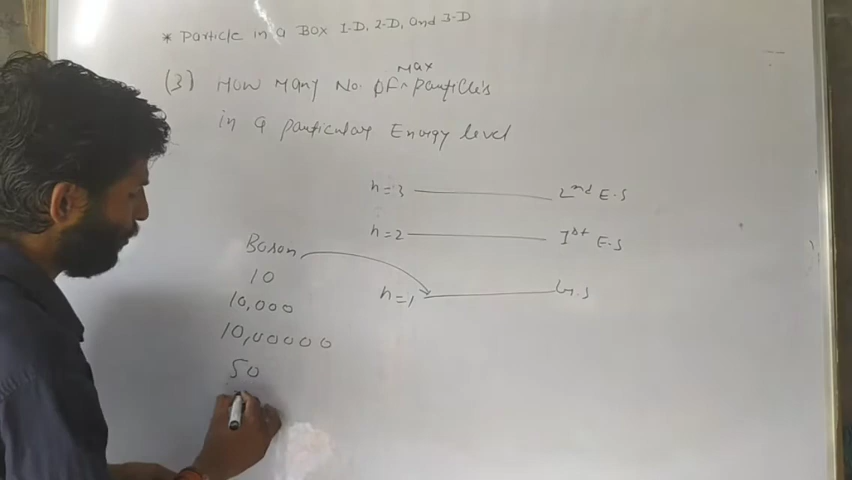 * Particle in a Box 1-D, 2-D, and 3-D
(3) How Many No. of ^ Max Particles
in a particular Energy level
n=3 2nd E.S
n=2 Ist E.S
Boson
n=1 G.S
10
10,000
10,00000
50